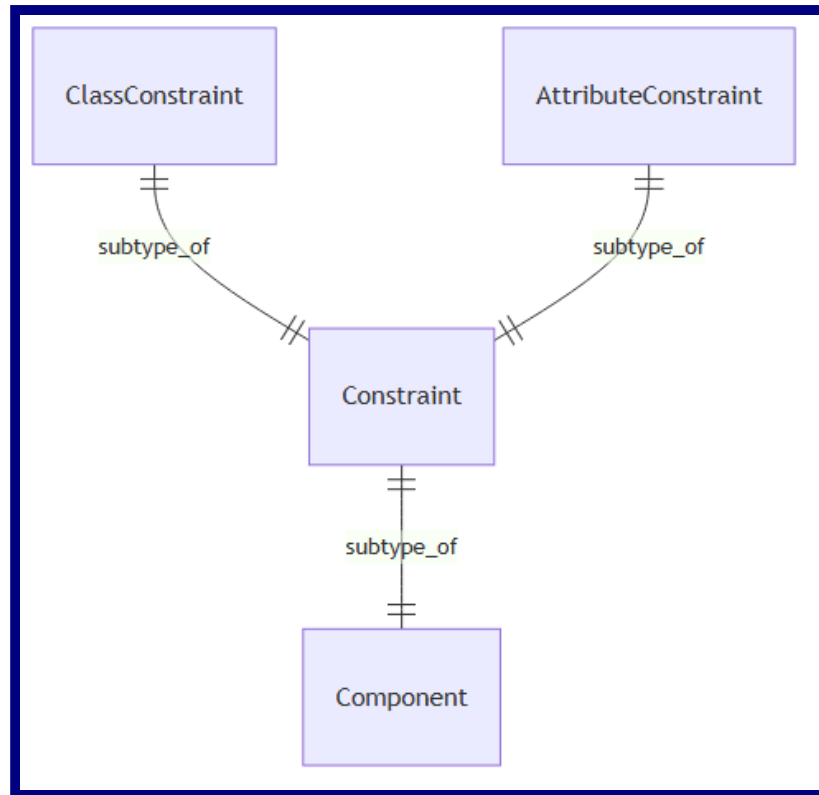 ClassConstraint
AttributeConstraint
subtype_of
subtype_of
Constraint
subtype_of
Component